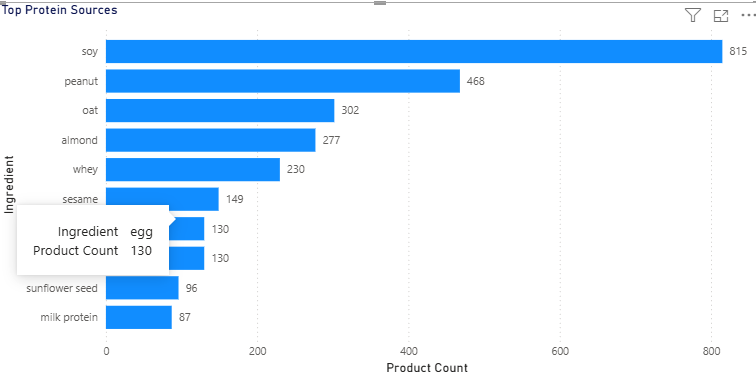 Top Protein Sources
soy 815
peanut 468
oat 302
almond 277
whey 230
sesame 149
Ingredient egg
Product Count 130
130
130
sunflower seed 96
milk protein 87
0 200 400 600 800
Product Count
Ingredient